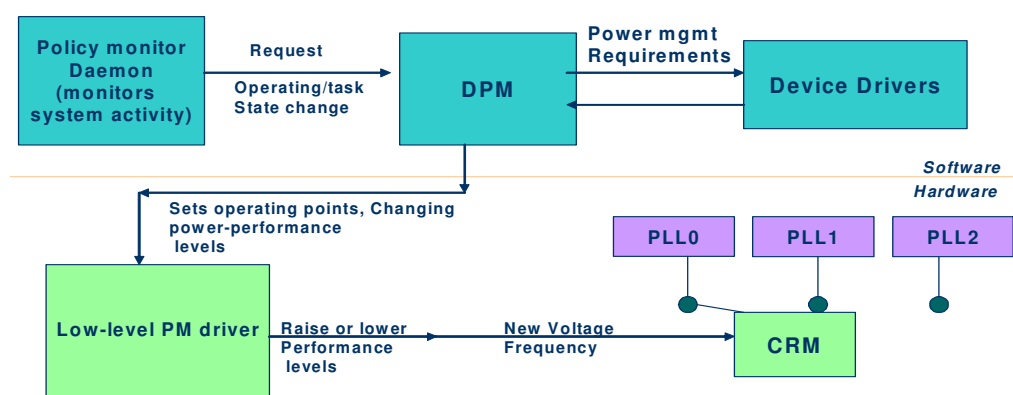 Policy monitor
Daemon
(monitors
system activity)
Request
Operating/task
State change
DPM
Power mgmt
Requirements
Device Drivers
Software
Hardware
Sets operating points, Changing
power-performance
levels
PLL0
PLL1
PLL2
Low-level PM driver
Raise or lower
Performance
levels
New Voltage
Frequency
CRM